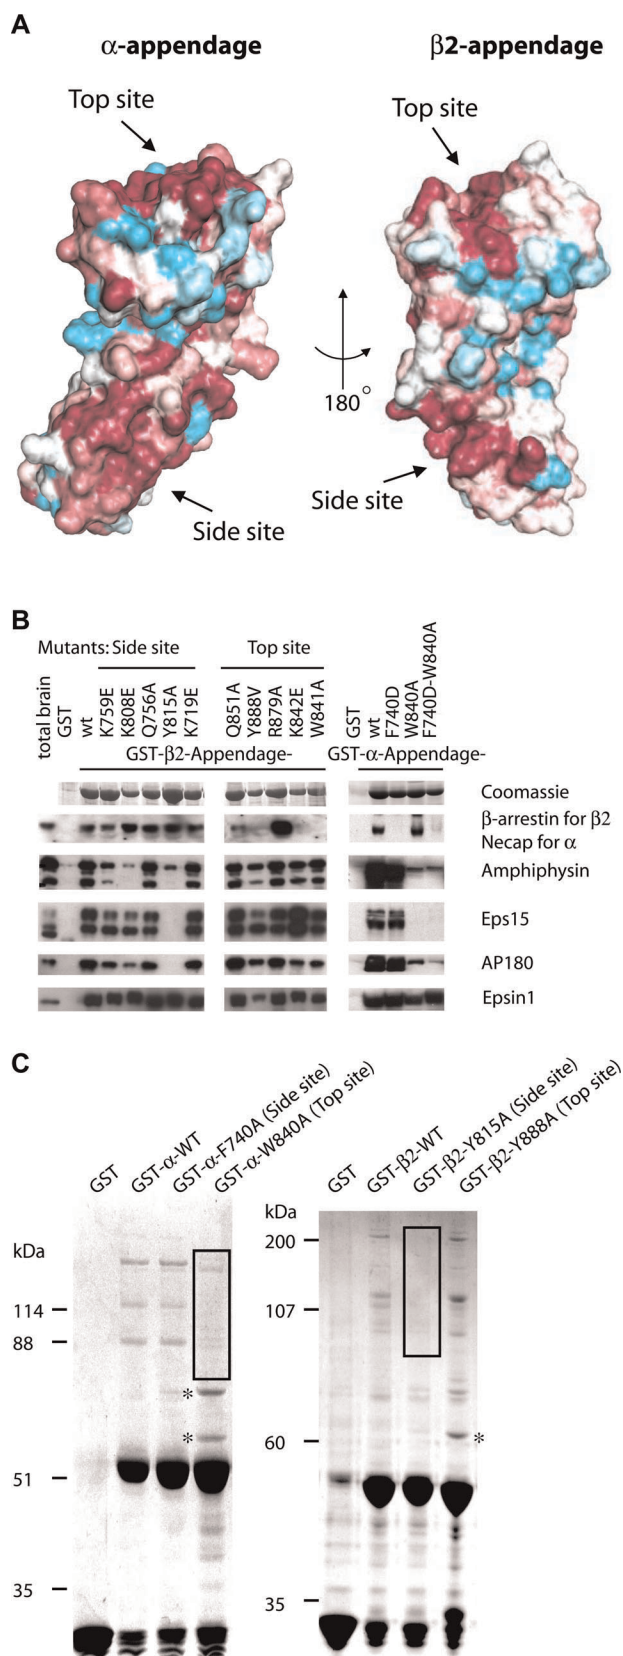 A
α-appendage
β2-appendage
Top site
Top site
180°
Side site
Side site
B
Mutants: Side site
Top site
total brain
GST
wt
K759E
K808E
Q756A
Y815A
K719E
Q851A
Y888V
R879A
K842E
W841A
GST
wt
F740D
W840A
F740D-W840A
GST-β2-Appendage-
GST-α-Appendage-
Coomassie
β-arrestin for β2
Necap for α
Amphiphysin
Eps15
AP180
Epsin1
C
GST
GST-α-WT
GST-α-F740A (Side site)
GST-α-W840A (Top site)
GST
GST-β2-WT
GST-β2-Y815A (Side site)
GST-β2-Y888A (Top site)
kDa
114
88
*
*
51
35
kDa
200
107
60
*
35